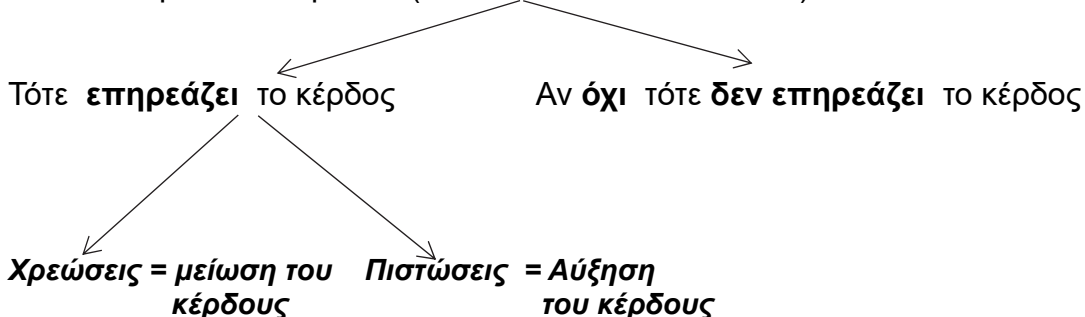 Τότε επηρεάζει το κέρδος Αν όχι τότε δεν επηρεάζει το κέρδος
Χρεώσεις = μείωση του Πιστώσεις = Αύξηση
κέρδους του κέρδους